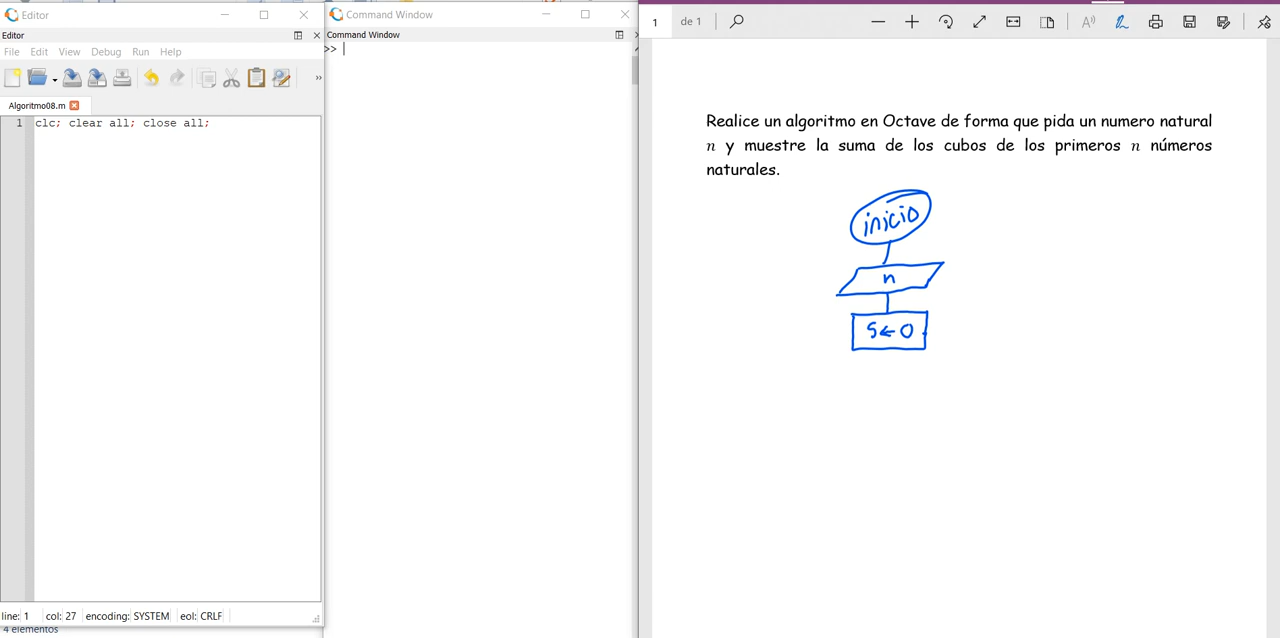 Editor
Command Window
Editor
Command Window
File Edit View Debug Run Help
»
Algoritmo08.m
1 clc; clear all; close all;
>>
line: 1 col: 27 encoding: SYSTEM eol: CRLF
4 elementos
1 de 1
Realice un algoritmo en Octave de forma que pida un numero natural
n y muestre la suma de los cubos de los primeros n números
naturales.
inicio
n
S ← 0